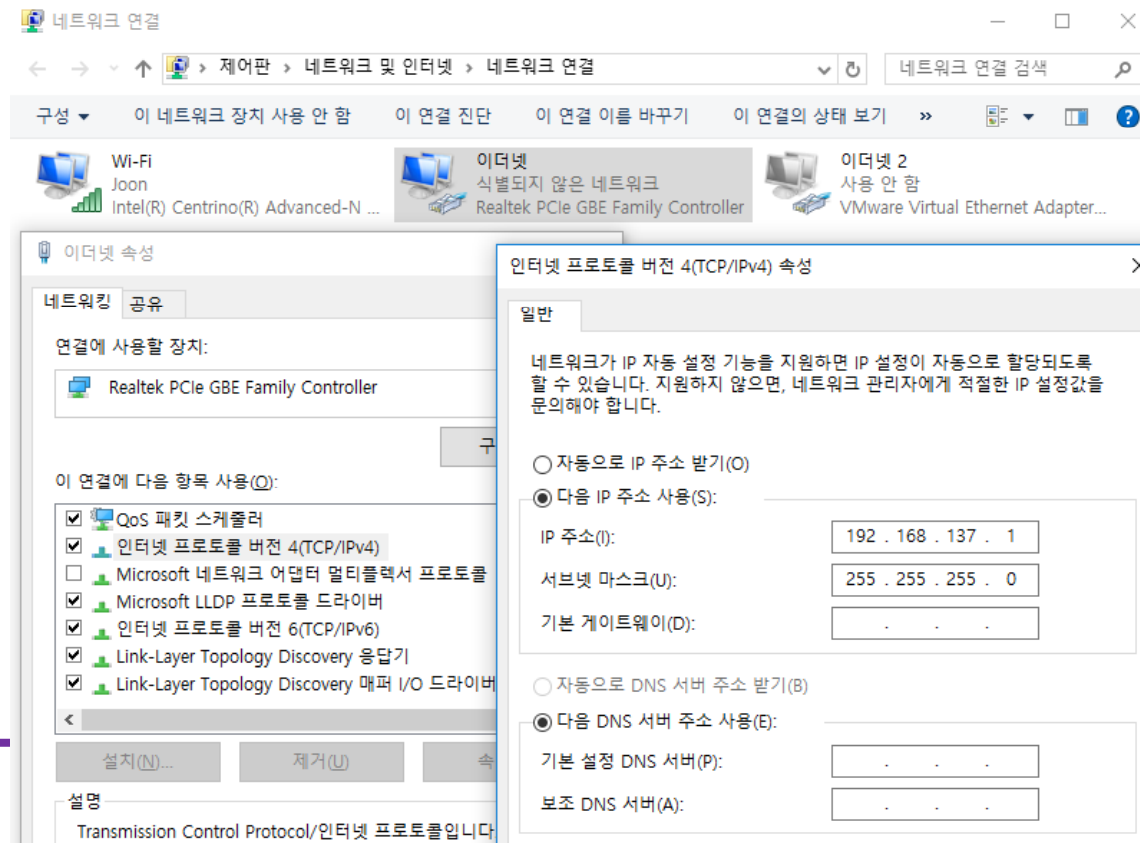 네트워크 연결
제어판 › 네트워크 및 인터넷 › 네트워크 연결
네트워크 연결 검색
구성
이 네트워크 장치 사용 안 함
이 연결 진단
이 연결 이름 바꾸기
이 연결의 상태 보기
»
?
Wi-Fi
Joon
Intel(R) Centrino(R) Advanced-N ...
이더넷
식별되지 않은 네트워크
Realtek PCIe GBE Family Controller
이더넷 2
사용 안 함
VMware Virtual Ethernet Adapter...
이더넷 속성
네트워킹
공유
연결에 사용할 장치:
Realtek PCIe GBE Family Controller
구
이 연결에 다음 항목 사용(O):
QoS 패킷 스케줄러
인터넷 프로토콜 버전 4(TCP/IPv4)
Microsoft 네트워크 어댑터 멀티플렉서 프로토콜
Microsoft LLDP 프로토콜 드라이버
인터넷 프로토콜 버전 6(TCP/IPv6)
Link-Layer Topology Discovery 응답기
Link-Layer Topology Discovery 매퍼 I/O 드라이버
설치(N)...
제거(U)
속
설명
Transmission Control Protocol/인터넷 프로토콜입니다
인터넷 프로토콜 버전 4(TCP/IPv4) 속성
일반
네트워크가 IP 자동 설정 기능을 지원하면 IP 설정이 자동으로 할당되도록
할 수 있습니다. 지원하지 않으면, 네트워크 관리자에게 적절한 IP 설정값을
문의해야 합니다.
자동으로 IP 주소 받기(O)
다음 IP 주소 사용(S):
IP 주소(I): 192 . 168 . 137 . 1
서브넷 마스크(U): 255 . 255 . 255 . 0
기본 게이트웨이(D): . . .
자동으로 DNS 서버 주소 받기(B)
다음 DNS 서버 주소 사용(E):
기본 설정 DNS 서버(P): . . .
보조 DNS 서버(A): . . .